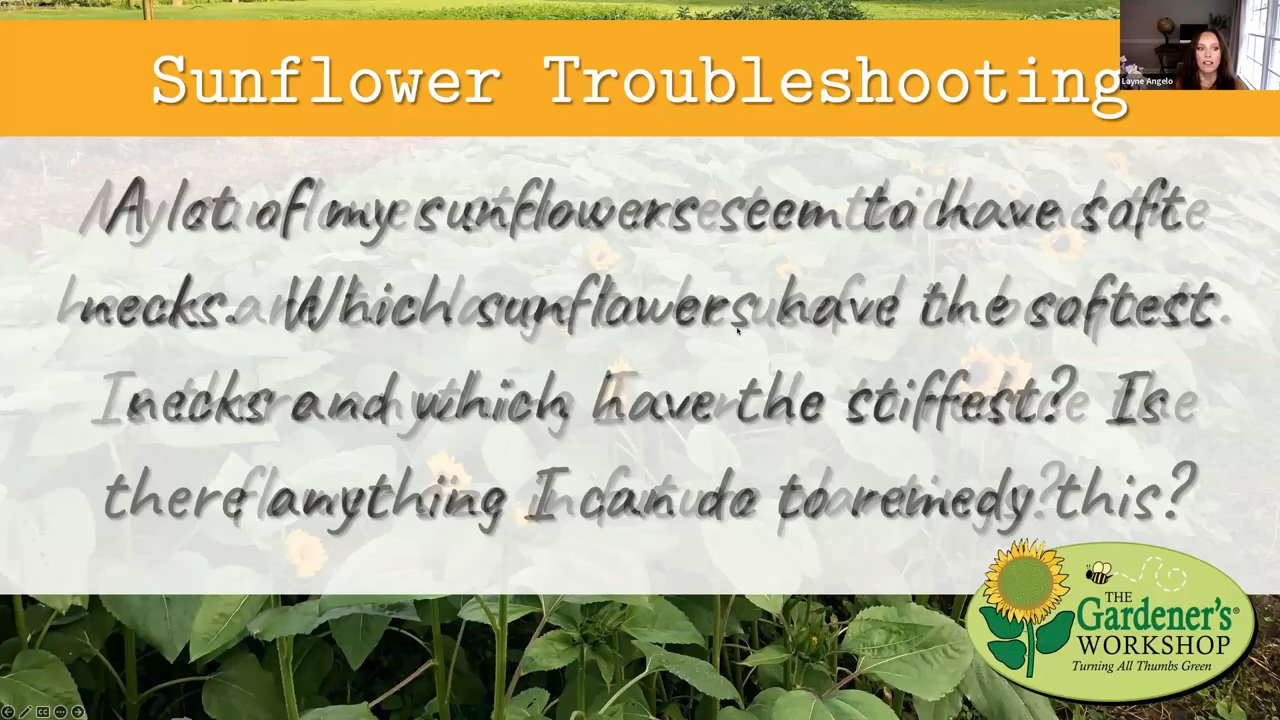 Sunflower Troubleshooting
Layne Angelo
A lot of my sunflowers seem to have soft
necks. Which sunflowers have the softest
necks and which have the stiffest? Is
there anything I can do to remedy this?
THE
Gardener's®
WORKSHOP
Turning All Thumbs Green